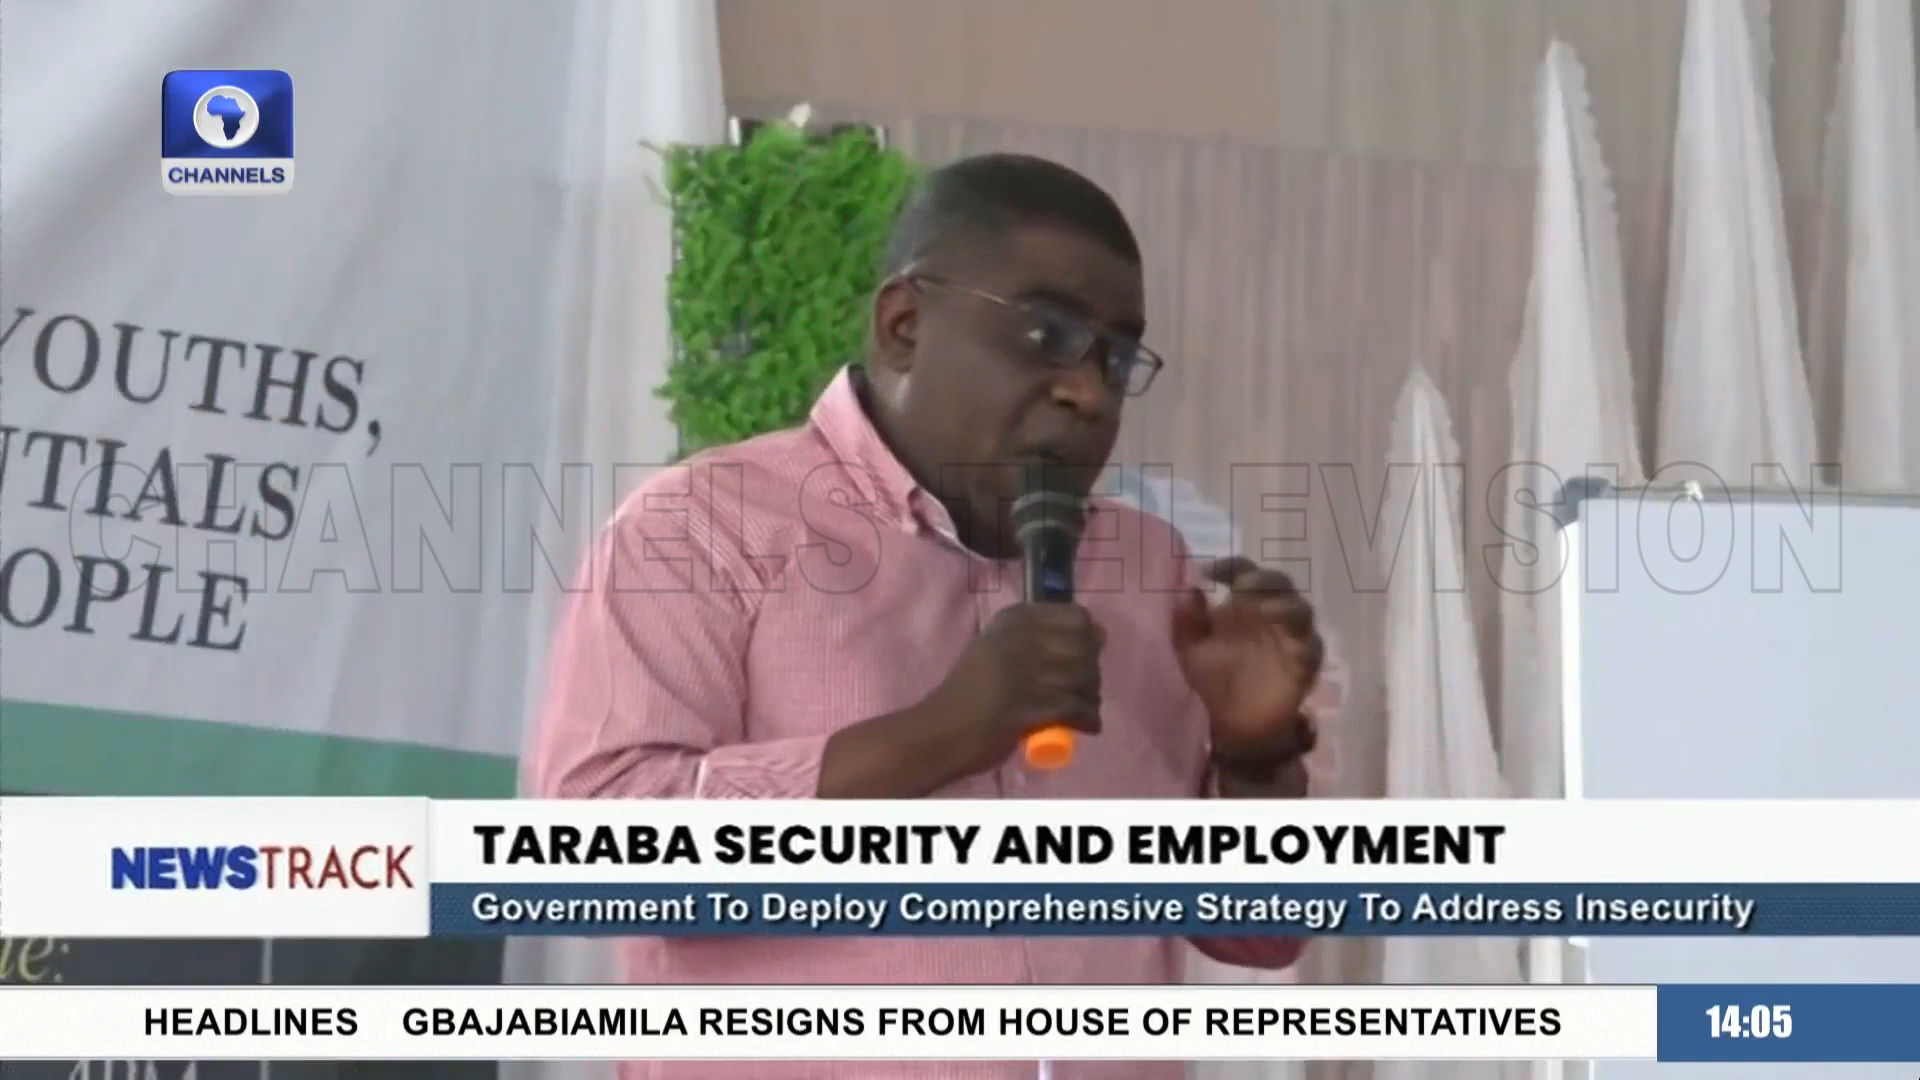 CHANNELS
YOUTHS,
TIALS
OPLE
CHANNELS TELEVISION
NEWSTRACK
TARABA SECURITY AND EMPLOYMENT
Government To Deploy Comprehensive Strategy To Address Insecurity
HEADLINES GBAJABIAMILA RESIGNS FROM HOUSE OF REPRESENTATIVES
14:05